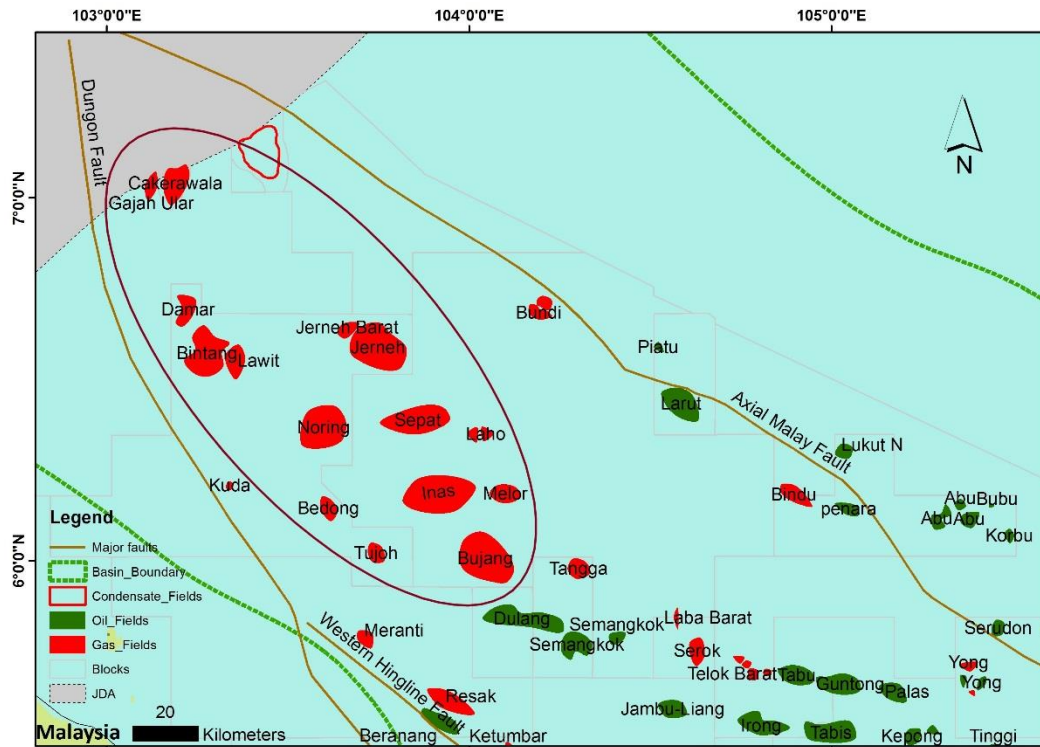 103°0'0"E 104°0'0"E 105°0'0"E
7°0'0"N
6°0'0"N
N
Dungon Fault
Cakerawala
Gajah Ular
Damar
Bintang
Lawit
Jerneh Barat
Jerneh
Bundi
Piatu
Larut
Axial Malay Fault
Noring
Sepat
Laho
Lukut N
Kuda
Bedong
Inas
Melor
Bindu
penara
AbuBubu
AbuAbu
Korbu
Tujoh
Bujang
Tangga
Dulang
Semangkok
Semangkok
Laba Barat
Serudon
Meranti
Western Hingline Fault
Serok
Telok Barat
Tabu
Guntong
Palas
Yong
Yong
Resak
Jambu-Liang
Irong
Tabis
Kepong
Tinggi
Beranang
Ketumbar
Legend
Major faults
Basin_Boundary
Condensate_Fields
Oil_Fields
Gas_Fields
Blocks
JDA
20
Malaysia
Kilometers